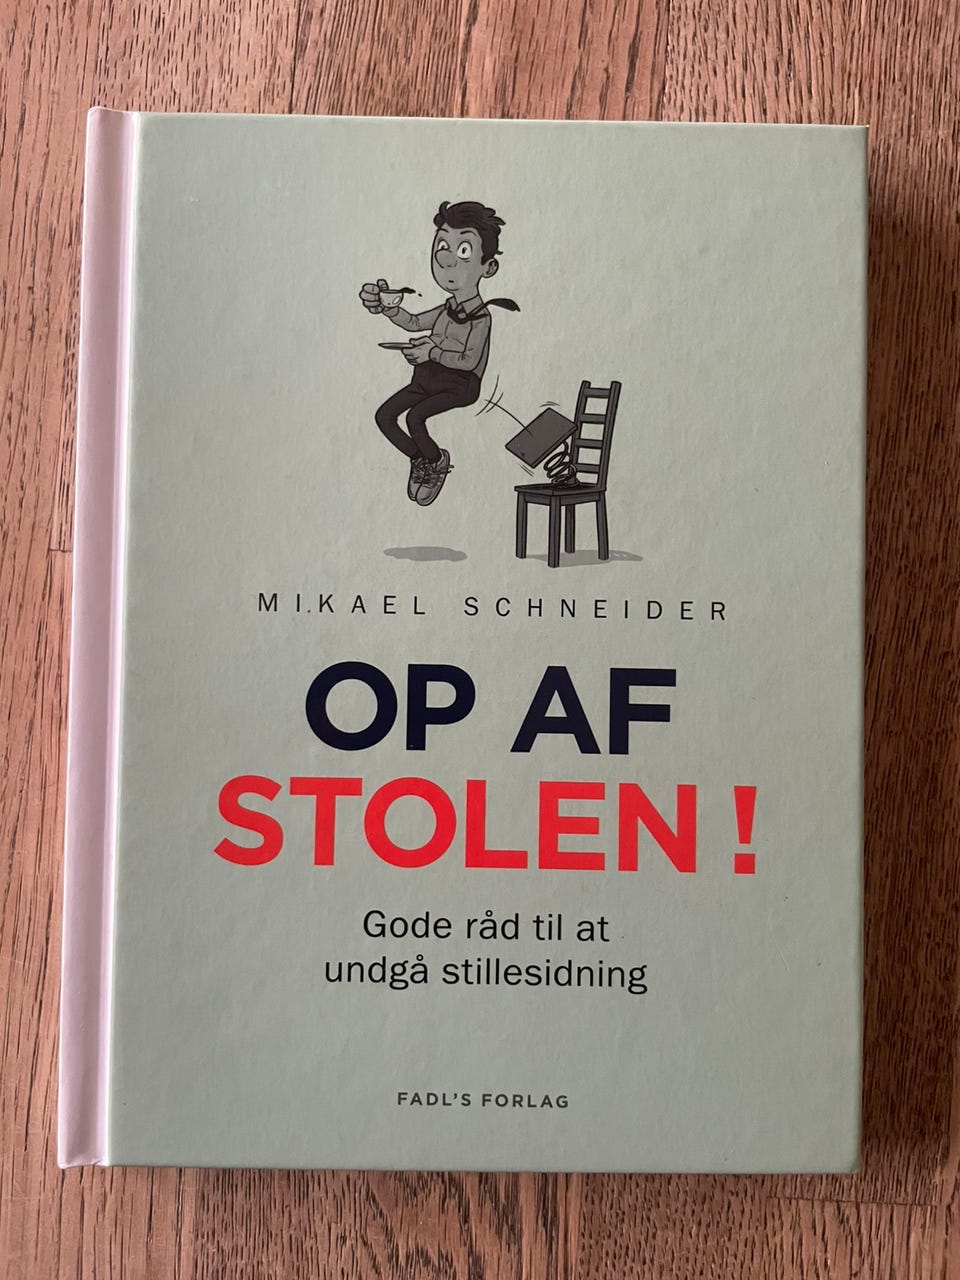 MIKAEL SCHNEIDER
OP AF
STOLEN!
Gode råd til at
undgå stillesidning
FADL'S FORLAG